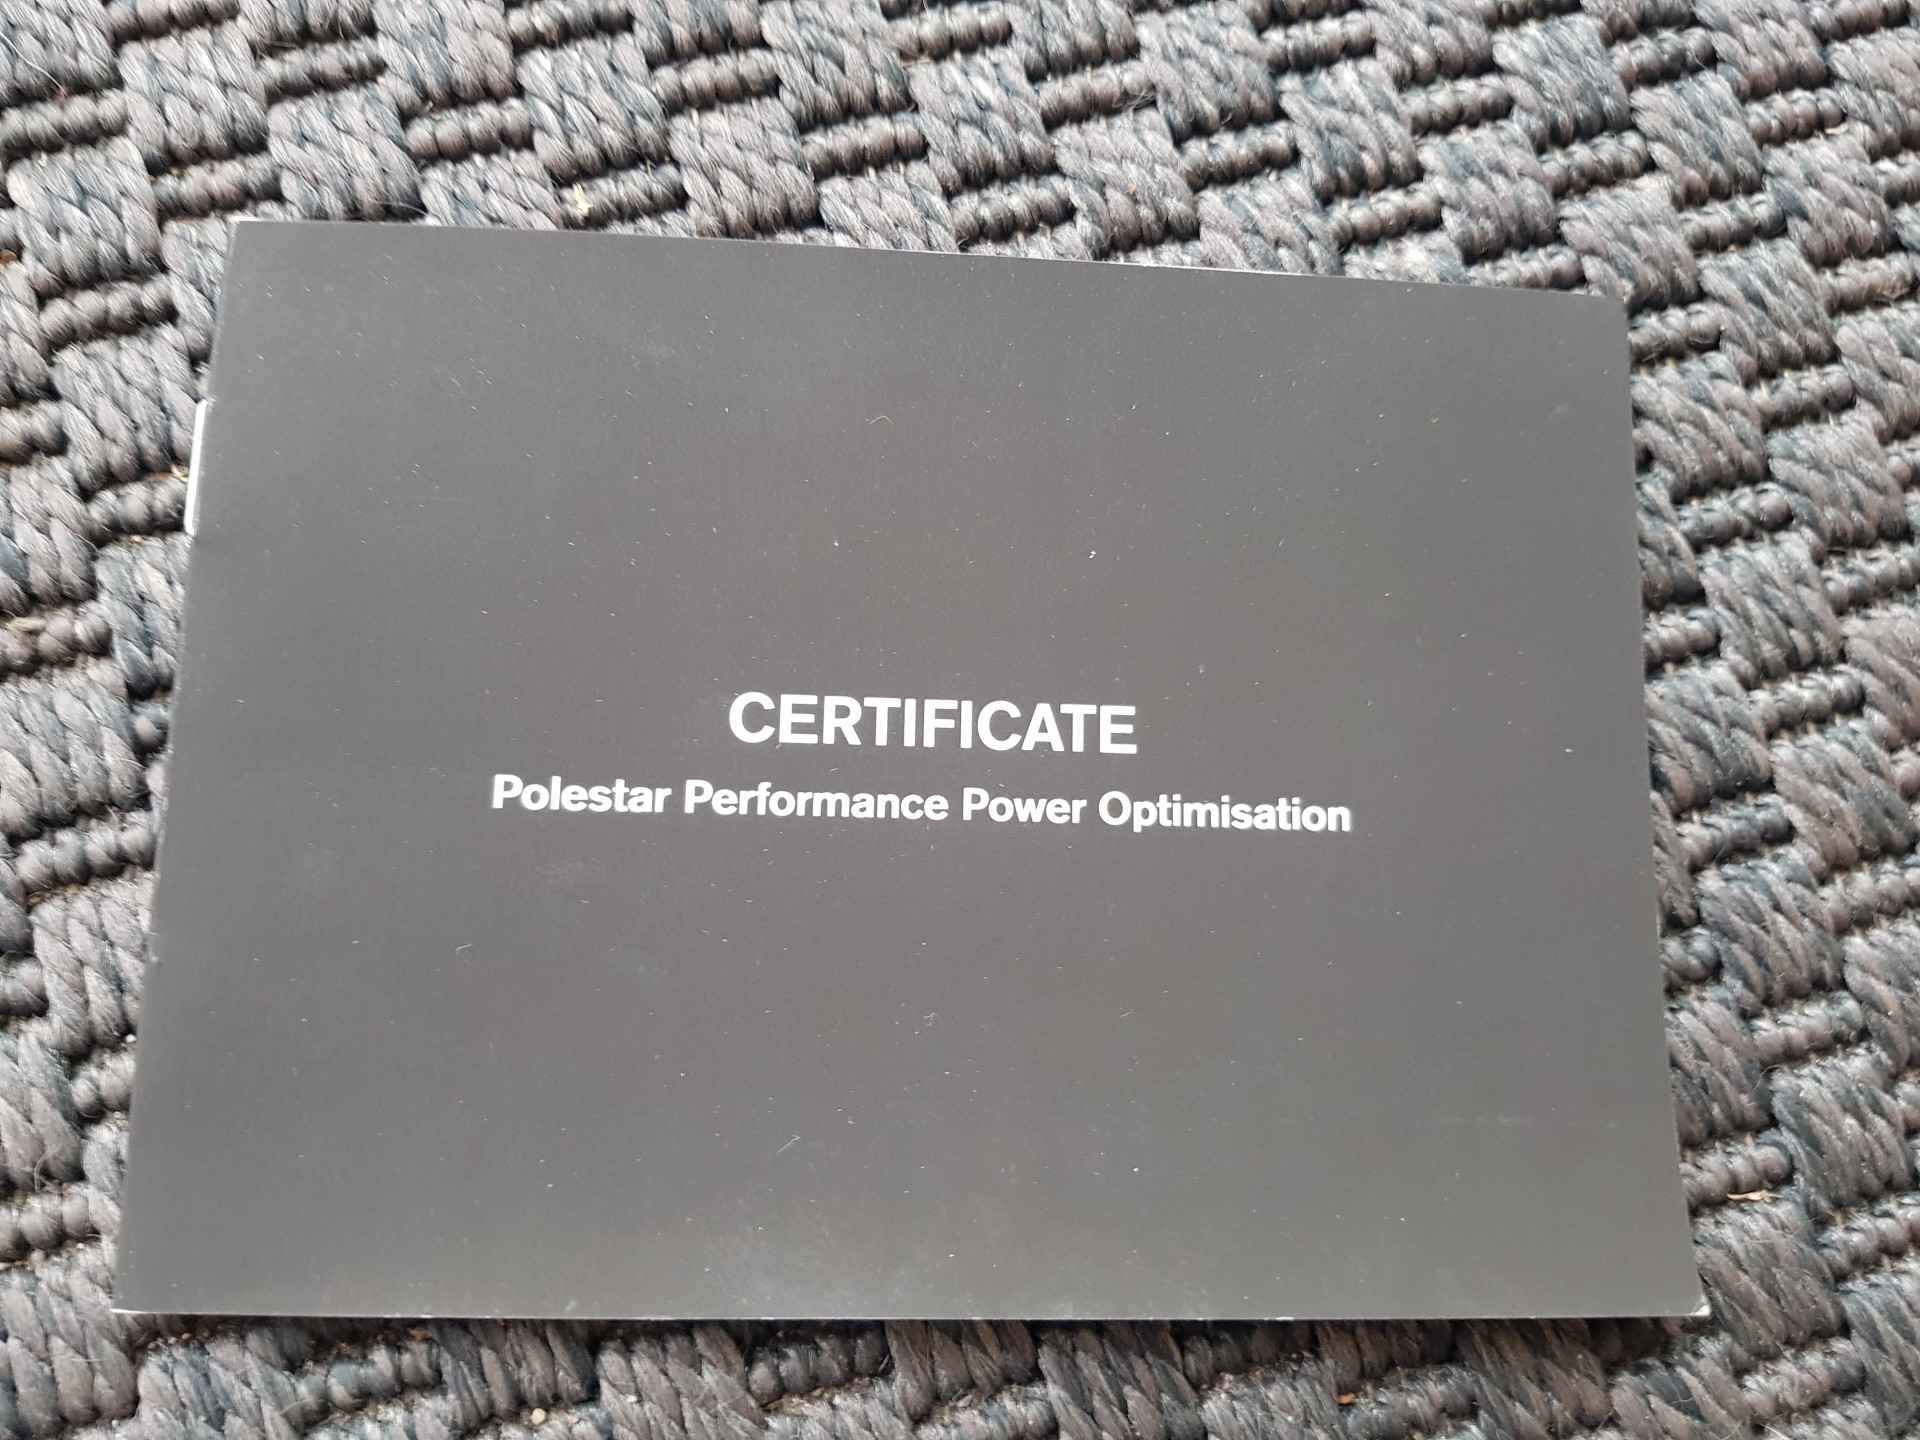 CERTIFICATE
Polestar Performance Power Optimisation